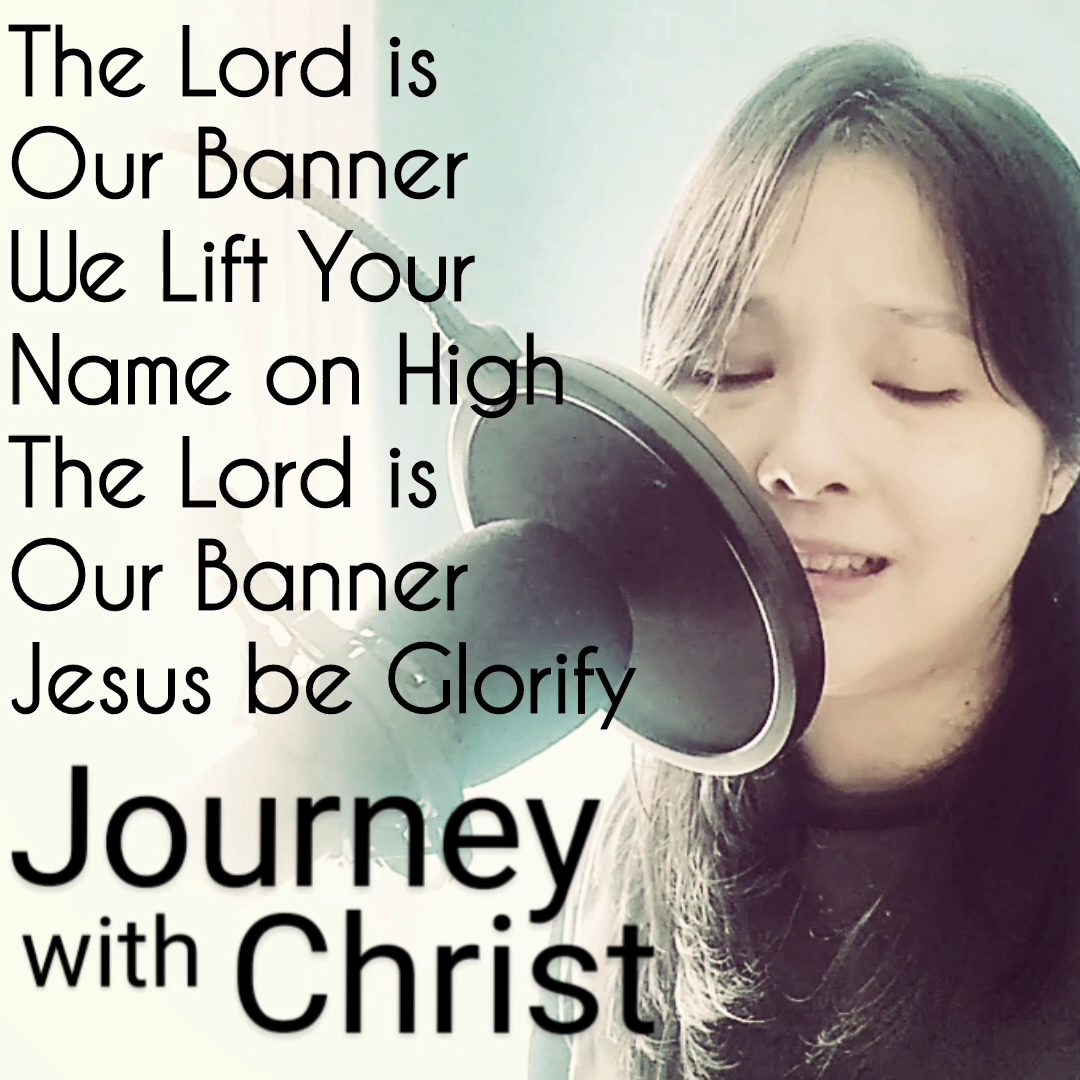 The Lord is
Our Banner
We Lift Your
Name on High
The Lord is
Our Banner
Jesus be Glorify
Journey
with Christ